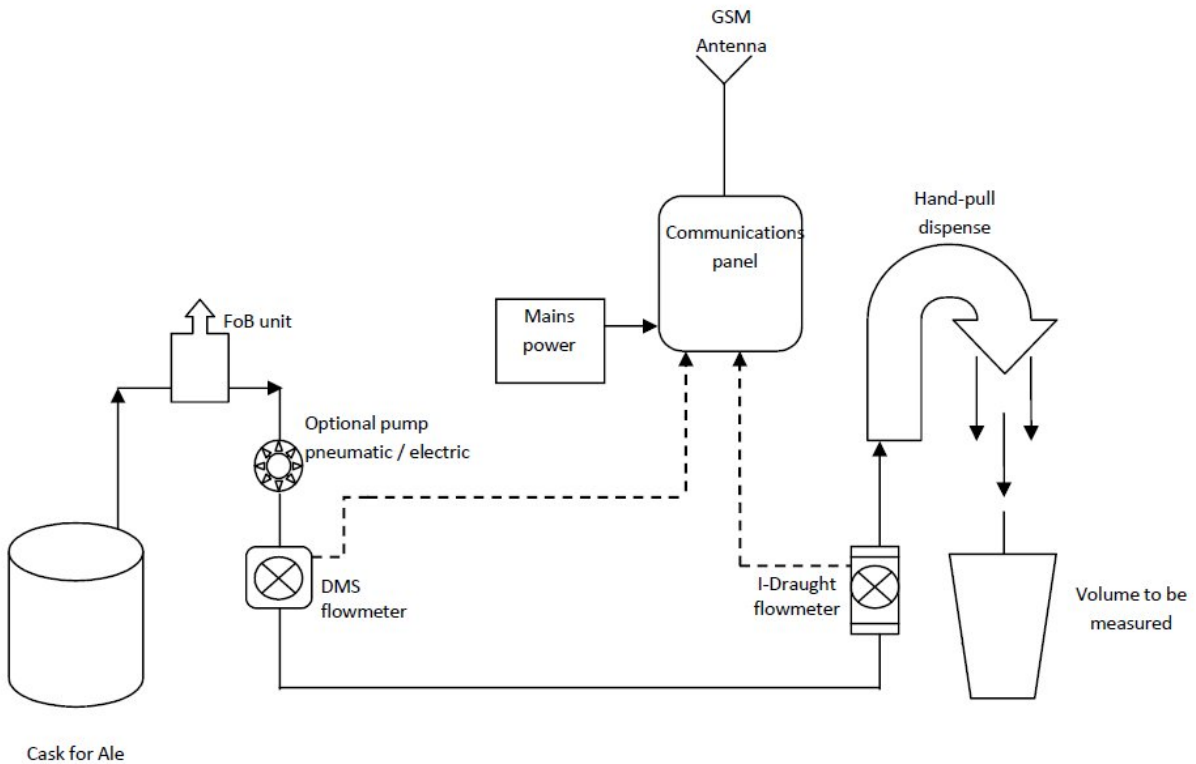 GSM
Antenna
Hand-pull
dispense
Communications
panel
Mains
power
FoB unit
Optional pump
pneumatic / electric
DMS
flowmeter
I-Draught
flowmeter
Volume to be
measured
Cask for Ale